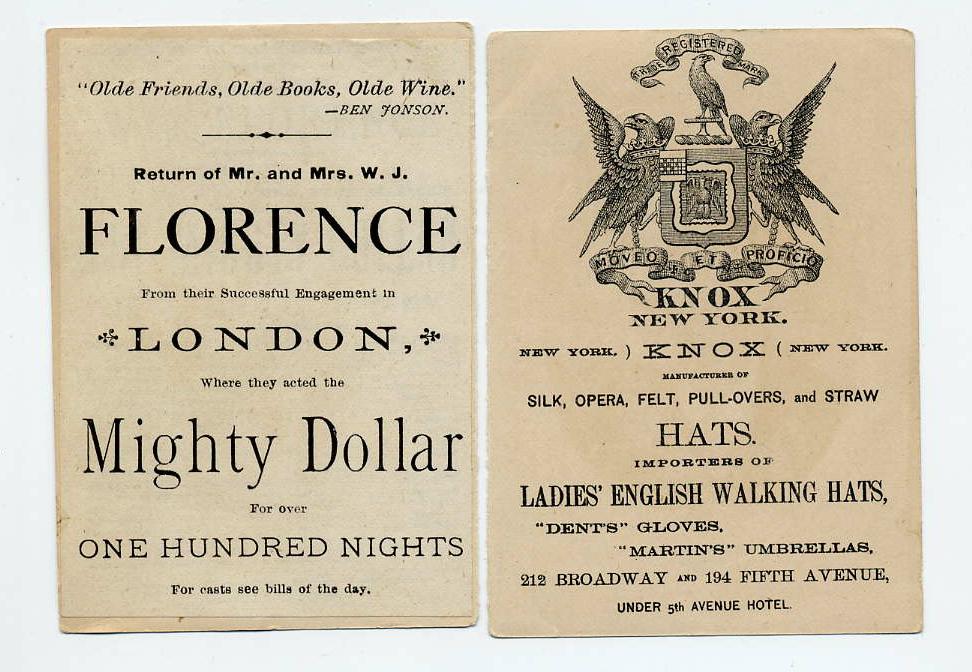 "Olde Friends, Olde Books, Olde Wine."
—BEN JONSON.
Return of Mr. and Mrs. W. J.
FLORENCE
From their Successful Engagement in
LONDON,
Where they acted the
Mighty Dollar
For over
ONE HUNDRED NIGHTS
For casts see bills of the day.
TRADE REGISTERED MARK
MOVEO ET PROFICIO
KNOX
NEW YORK.
NEW YORK. ) KNOX ( NEW YORK.
MANUFACTURER OF
SILK, OPERA, FELT, PULL-OVERS, and STRAW
HATS.
IMPORTERS OF
LADIES' ENGLISH WALKING HATS,
"DENT'S" GLOVES,
"MARTIN'S" UMBRELLAS,
212 BROADWAY AND 194 FIFTH AVENUE,
UNDER 5th AVENUE HOTEL.